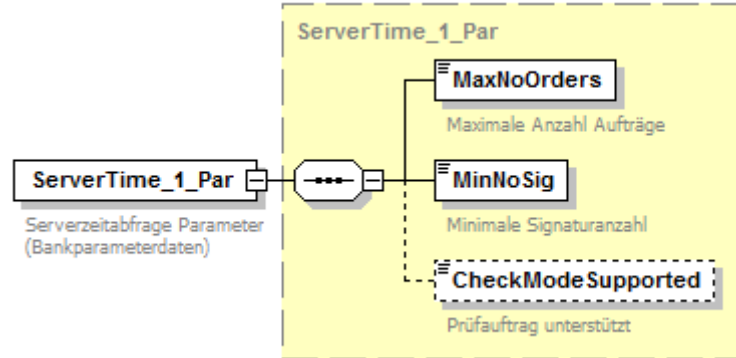 ServerTime_1_Par
MaxNoOrders
Maximale Anzahl Aufträge
ServerTime_1_Par
Serverzeitabfrage Parameter
(Bankparameterdaten)
MinNoSig
Minimale Signaturanzahl
CheckModeSupported
Prüfauftrag unterstützt